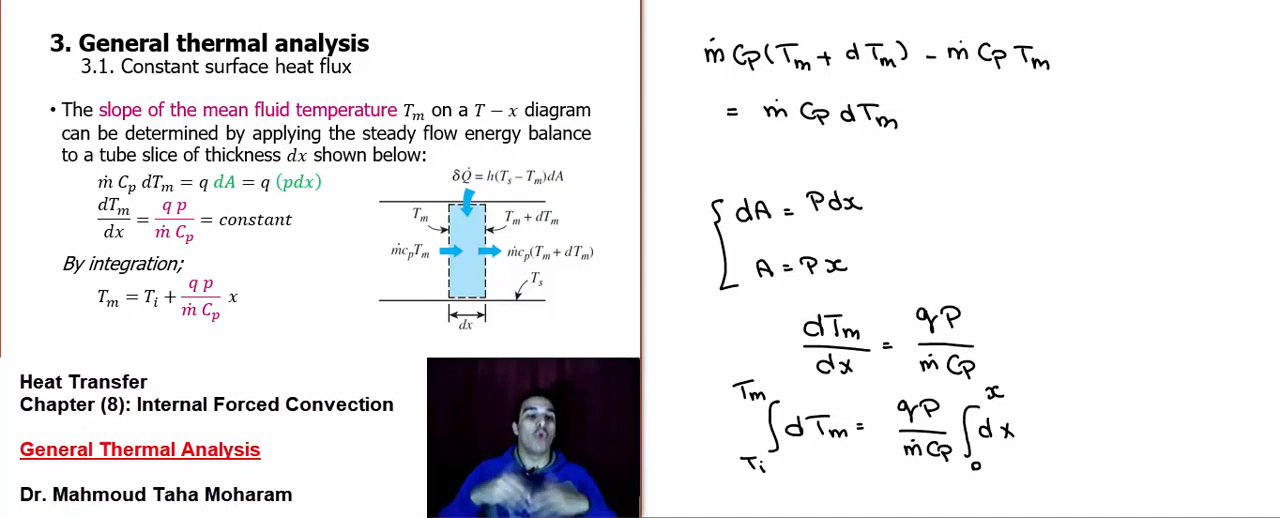 3. General thermal analysis
3.1. Constant surface heat flux
• The slope of the mean fluid temperature Tₘ on a T − x diagram
can be determined by applying the steady flow energy balance
to a tube slice of thickness dx shown below:
ṁ Cₚ dTₘ = q dA = q (pdx)
dTₘ/dx = q p/ṁ Cₚ = constant
By integration;
Tₘ = Tᵢ + q p/ṁ Cₚ x
δQ̇ = h(Tₛ − Tₘ)dA
Tₘ
Tₘ + dTₘ
ṁcₚTₘ
ṁcₚ(Tₘ + dTₘ)
Tₛ
dx
Heat Transfer
Chapter (8): Internal Forced Convection
General Thermal Analysis
Dr. Mahmoud Taha Moharam
ṁ Cp(Tm + dTm) − ṁ Cp Tm
= ṁ Cp dTm
{ dA = Pdx
A = Px
dTm/dx = qP/ṁ Cp
∫_Ti^Tm dTm = qP/ṁ Cp ∫_0^x dx